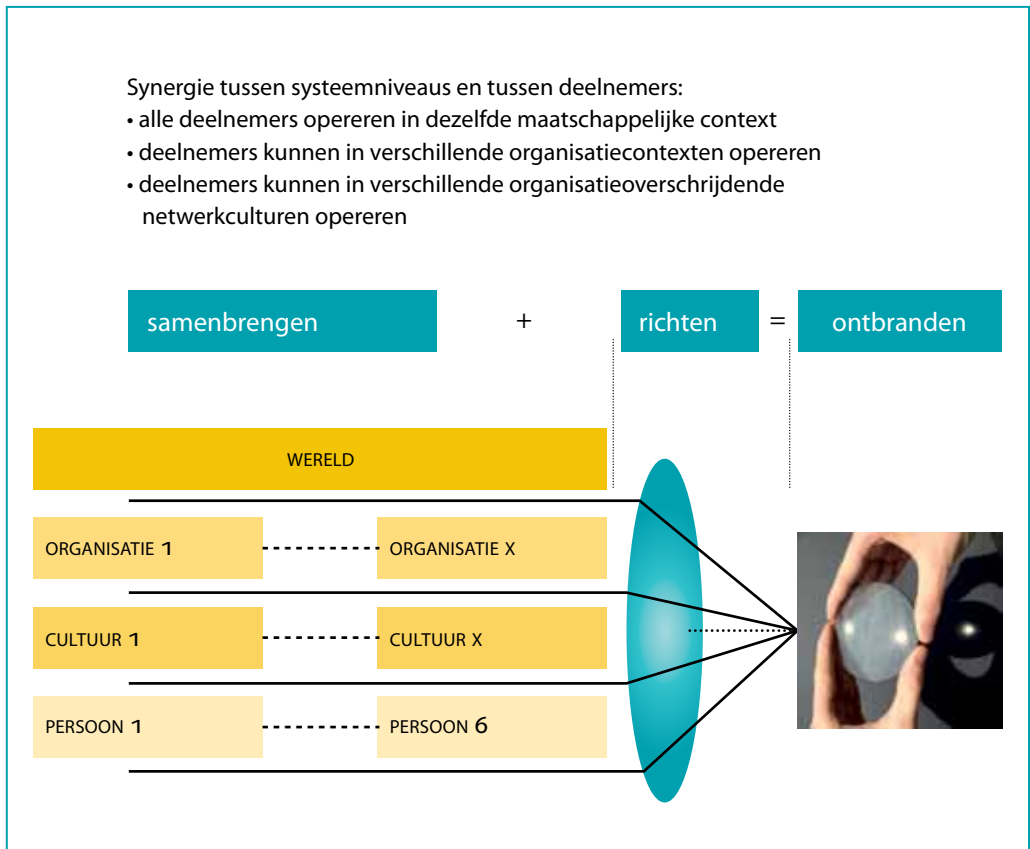 Synergie tussen systeemniveaus en tussen deelnemers:
• alle deelnemers opereren in dezelfde maatschappelijke context
• deelnemers kunnen in verschillende organisatiecontexten opereren
• deelnemers kunnen in verschillende organisatieoverschrijdende
netwerkculturen opereren
samenbrengen + richten = ontbranden
WERELD
ORGANISATIE 1 ORGANISATIE X
CULTUUR 1 CULTUUR X
PERSOON 1 PERSOON 6